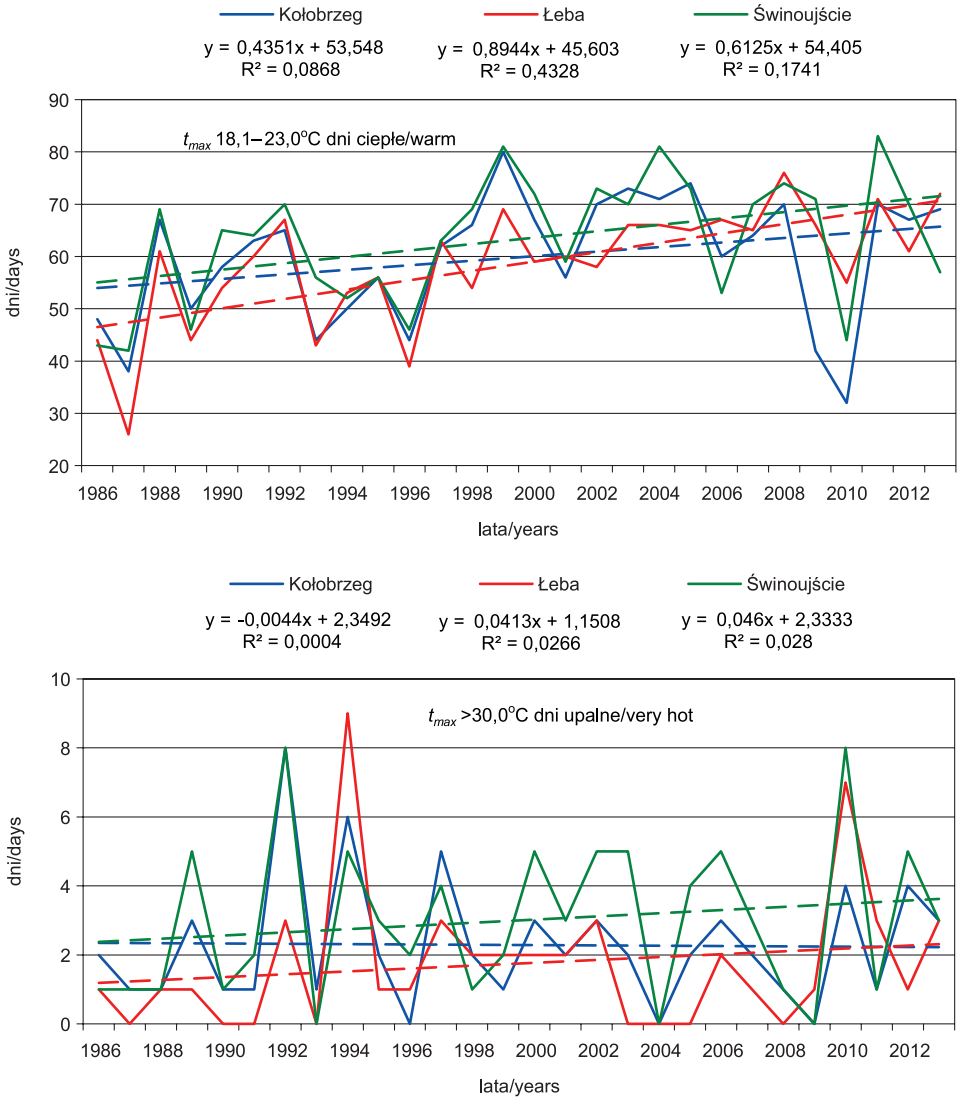 Kołobrzeg Łeba Świnoujście
y = 0,4351x + 53,548 y = 0,8944x + 45,603 y = 0,6125x + 54,405
R² = 0,0868 R² = 0,4328 R² = 0,1741
90
tmax 18,1–23,0°C dni ciepłe/warm
80
70
60
50
40
30
20
dni/days
1986 1988 1990 1992 1994 1996 1998 2000 2002 2004 2006 2008 2010 2012
lata/years
Kołobrzeg Łeba Świnoujście
y = -0,0044x + 2,3492 y = 0,0413x + 1,1508 y = 0,046x + 2,3333
R² = 0,0004 R² = 0,0266 R² = 0,028
10
tmax >30,0°C dni upalne/very hot
8
6
4
2
0
dni/days
1986 1988 1990 1992 1994 1996 1998 2000 2002 2004 2006 2008 2010 2012
lata/years